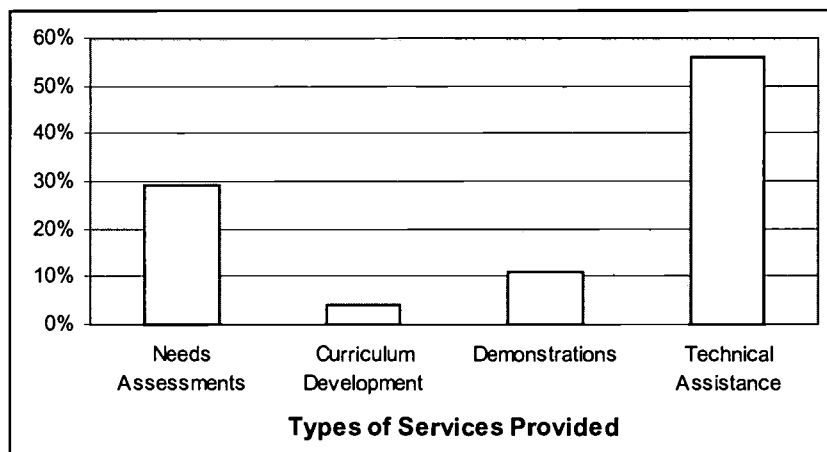 60%
50%
40%
30%
20%
10%
0%
Needs Assessments
Curriculum Development
Demonstrations
Technical Assistance
Types of Services Provided